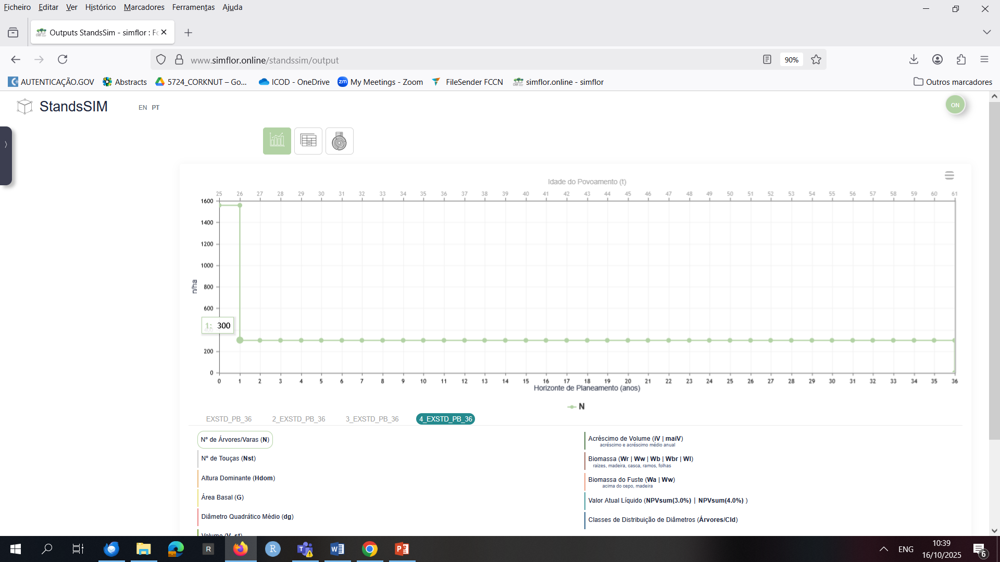 Ficheiro Editar Ver Histórico Marcadores Ferramentas Ajuda
Outputs StandsSim - simflor : Fo
www.simflor.online/standssim/output
90%
AUTENTICAÇÃO.GOV Abstracts 5724_CORKNUT – Go... ICOD - OneDrive zm My Meetings - Zoom FileSender FCCN simflor.online - simflor Outros marcadores
StandsSIM EN PT ON
Idade do Povoamento (t)
25 26 27 28 29 30 31 32 33 34 35 36 37 38 39 40 41 42 43 44 45 46 47 48 49 50 51 52 53 54 55 56 57 58 59 60 61
1600
1400
1200
1000
n/ha
800
600
1: 300
400
200
0
0 1 2 3 4 5 6 7 8 9 10 11 12 13 14 15 16 17 18 19 20 21 22 23 24 25 26 27 28 29 30 31 32 33 34 35 36
Horizonte de Planeamento (anos)
N
EXSTD_PB_36 2_EXSTD_PB_36 3_EXSTD_PB_36 4_EXSTD_PB_36
Nº de Árvores/Varas (N)
Nº de Touças (Nst)
Altura Dominante (Hdom)
Área Basal (G)
Diâmetro Quadrático Médio (dg)
Volume (V, st)
Acréscimo de Volume (iV | maiV)
acréscimo e acréscimo médio anual
Biomassa (Wr | Ww | Wb | Wbr | Wl)
raizes, madeira, casca, ramos, folhas
Biomassa do Fuste (Wa | Ww)
acima do cepo, madeira
Valor Atual Líquido (NPVsum(3.0%) | NPVsum(4.0%) )
Classes de Distribuição de Diâmetros (Árvores/Cld)
R R W P
ENG
10:39
16/10/2025
6